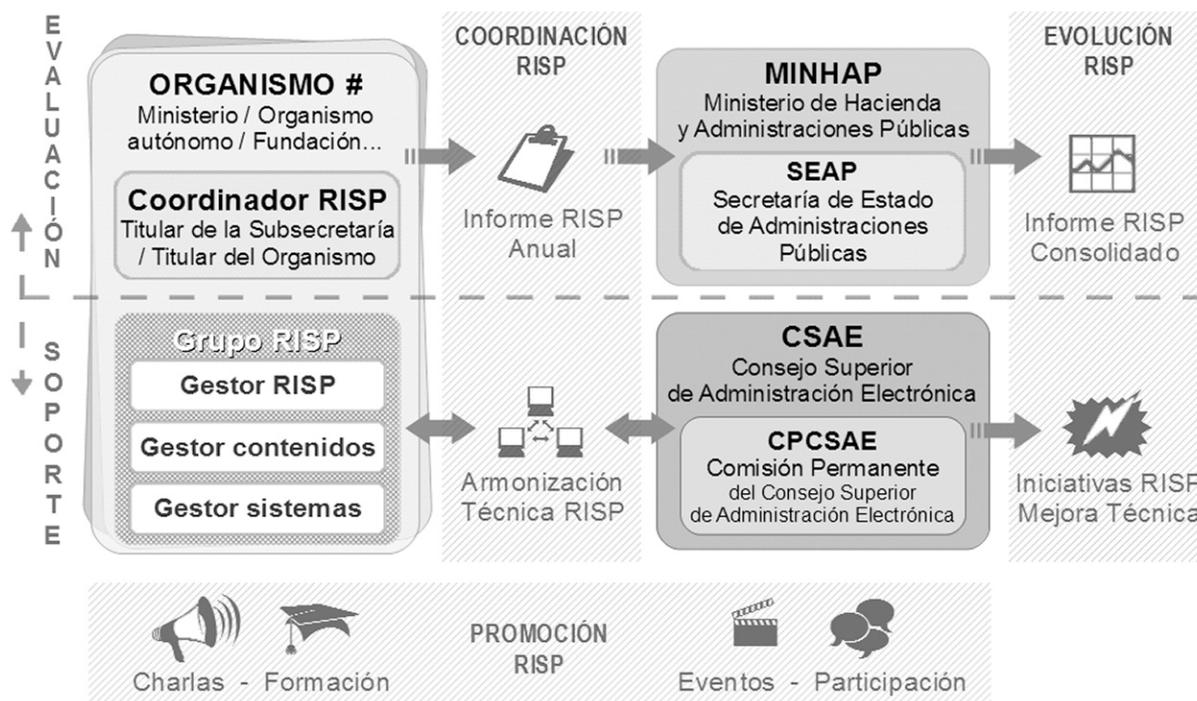 EVALUACIÓN
ORGANISMO #
Ministerio / Organismo
autónomo / Fundación...
Coordinador RISP
Titular de la Subsecretaría
/ Titular del Organismo
COORDINACIÓN
RISP
Informe RISP
Anual
MINHAP
Ministerio de Hacienda
y Administraciones Públicas
SEAP
Secretaría de Estado
de Administraciones
Públicas
EVOLUCIÓN
RISP
Informe RISP
Consolidado
SOPORTE
Grupo RISP
Gestor RISP
Gestor contenidos
Gestor sistemas
Armonización
Técnica RISP
CSAE
Consejo Superior
de Administración Electrónica
CPCSAE
Comisión Permanente
del Consejo Superior
de Administración Electrónica
Iniciativas RISP
Mejora Técnica
Charlas - Formación
PROMOCIÓN
RISP
Eventos - Participación